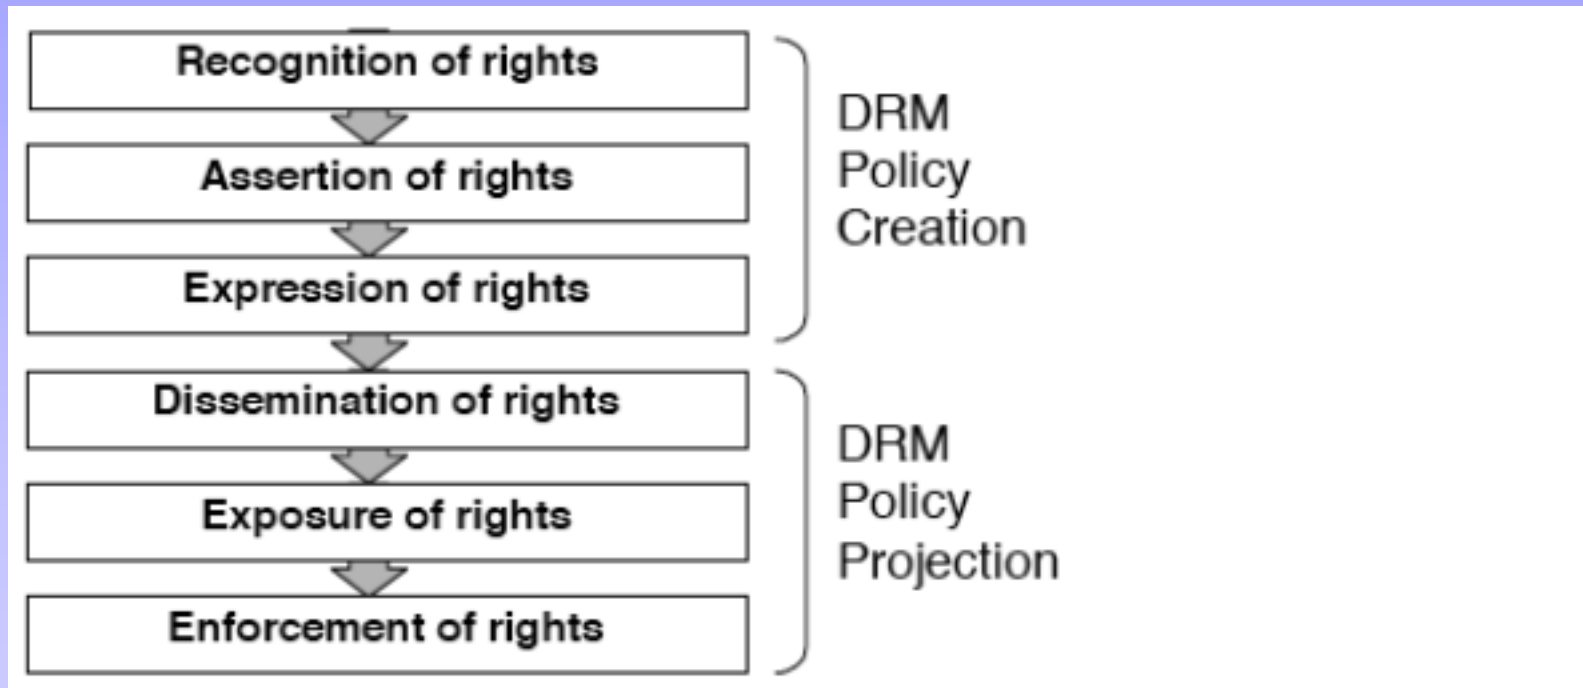 Recognition of rights
Assertion of rights
Expression of rights
DRM
Policy
Creation
Dissemination of rights
Exposure of rights
Enforcement of rights
DRM
Policy
Projection